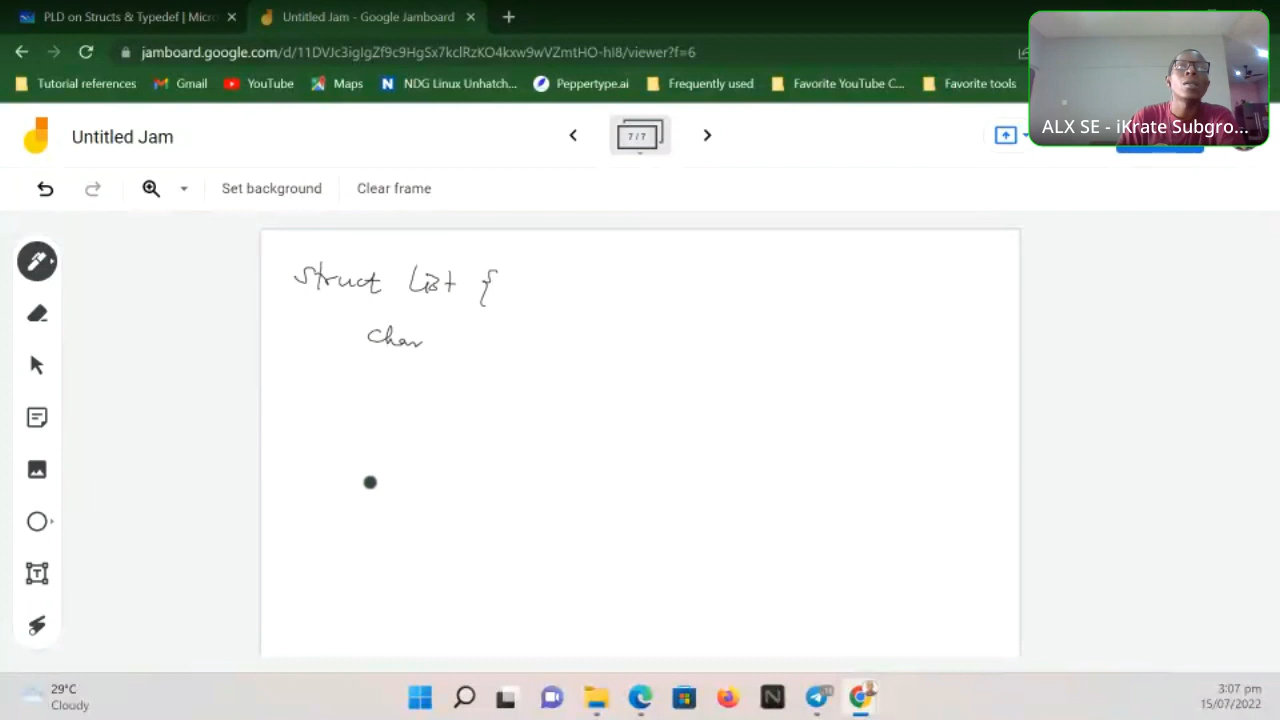 PLD on Structs & Typedef | Micro
Untitled Jam - Google Jamboard
jamboard.google.com/d/11DVJc3igIgZf9c9HgSx7kclRzKO4kxw9wVZmtHO-hI8/viewer?f=6
Tutorial references
Gmail
YouTube
Maps
NDG Linux Unhatch...
Peppertype.ai
Frequently used
Favorite YouTube C...
Favorite tools
ALX SE - iKrate Subgro...
Untitled Jam
7/7
Set background
Clear frame
Struct List {
Char
29°C
Cloudy
3:07 pm
15/07/2022